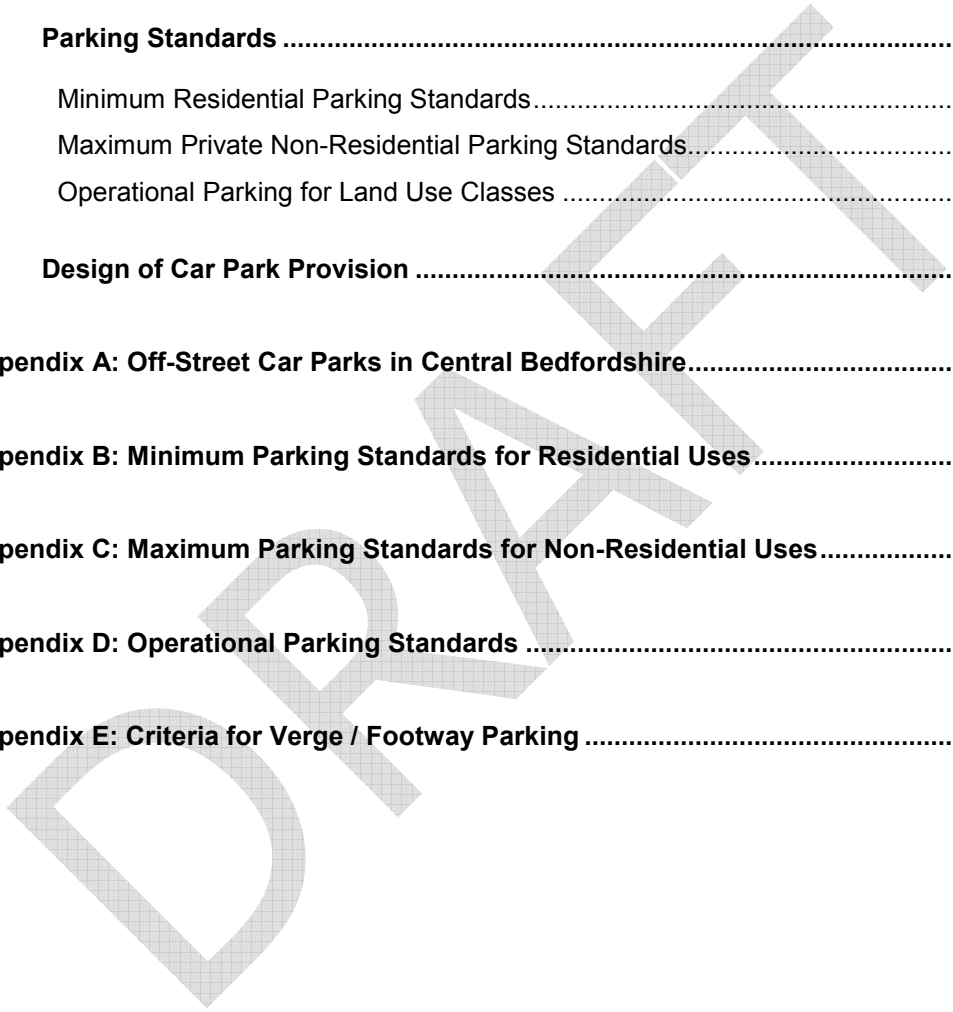 Parking Standards ..........................................................................................
Minimum Residential Parking Standards.........................................................
Maximum Private Non-Residential Parking Standards...................................
Operational Parking for Land Use Classes .....................................................
Design of Car Park Provision .........................................................................
pendix A: Off-Street Car Parks in Central Bedfordshire...................................
pendix B: Minimum Parking Standards for Residential Uses..........................
pendix C: Maximum Parking Standards for Non-Residential Uses..................
pendix D: Operational Parking Standards .......................................................
pendix E: Criteria for Verge / Footway Parking ................................................
DRAFT